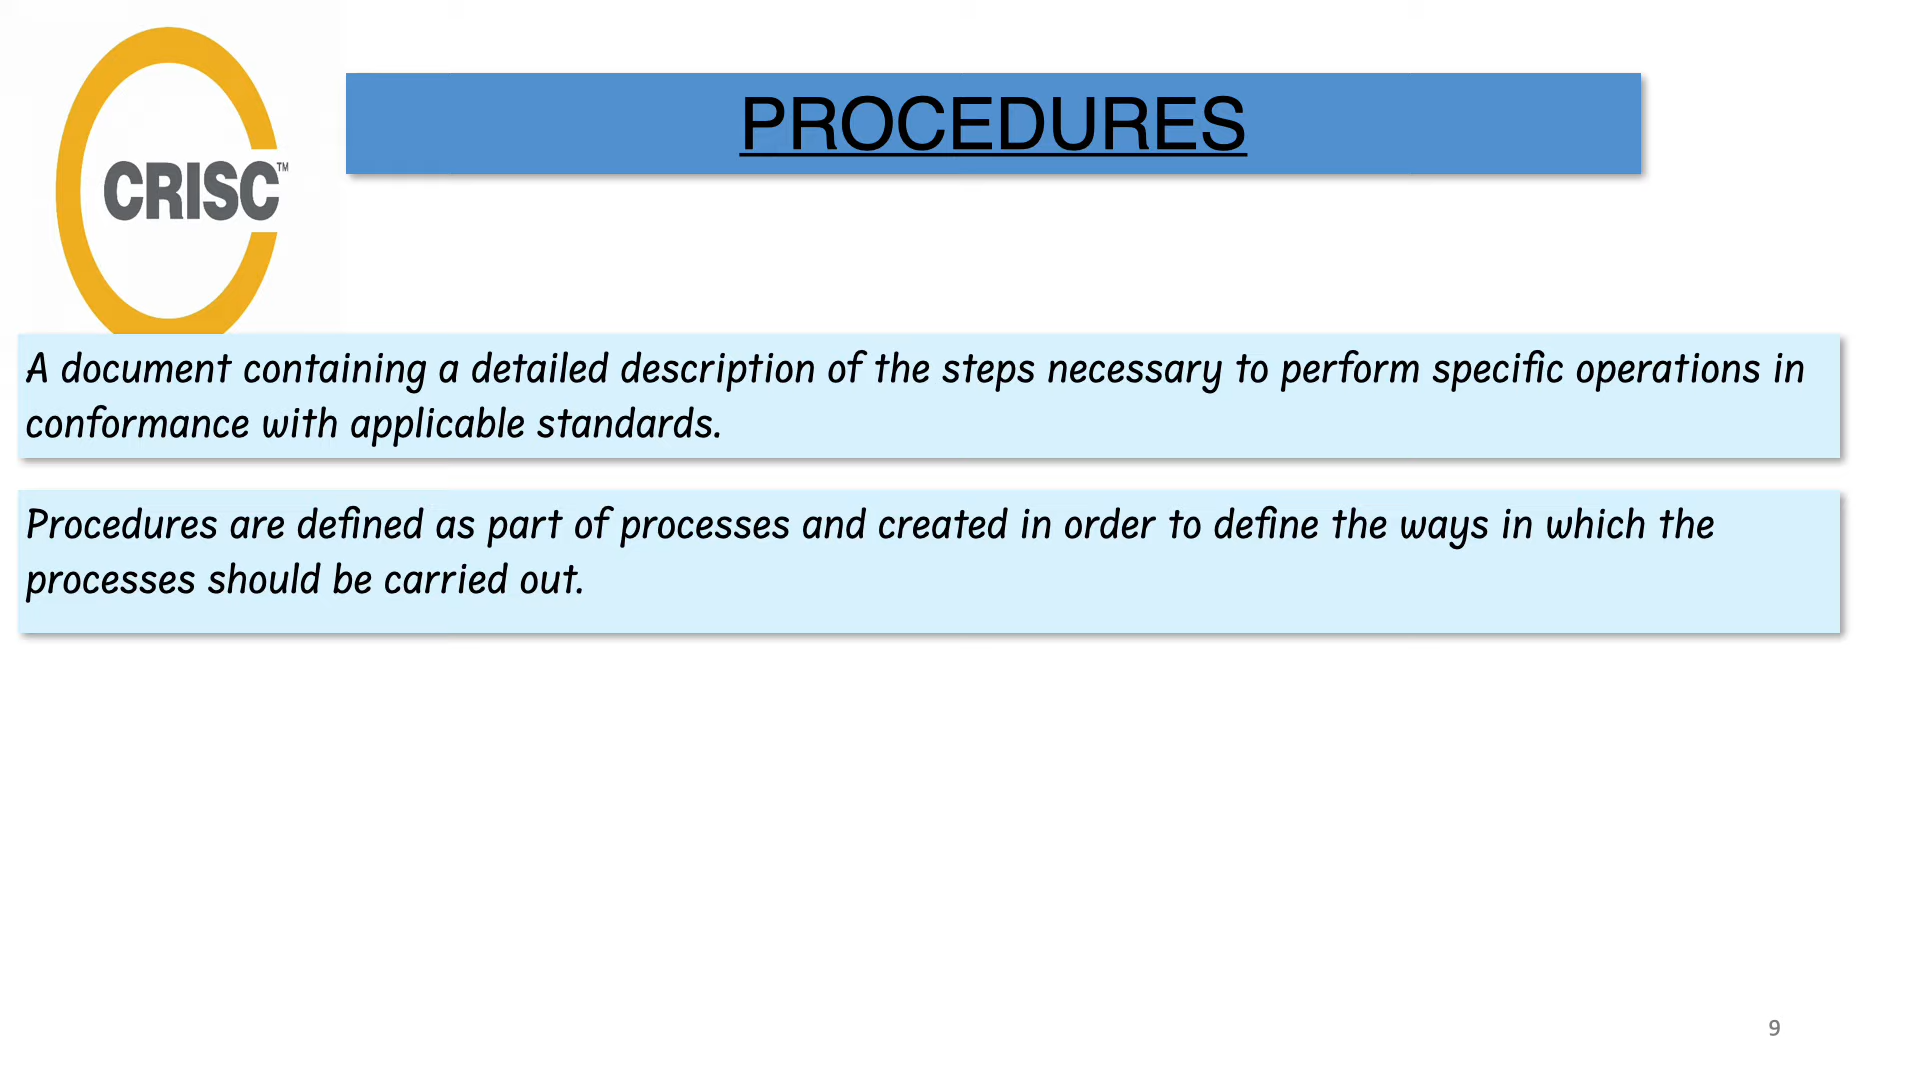 CRISC™
PROCEDURES
A document containing a detailed description of the steps necessary to perform specific operations in
conformance with applicable standards.
Procedures are defined as part of processes and created in order to define the ways in which the
processes should be carried out.
9